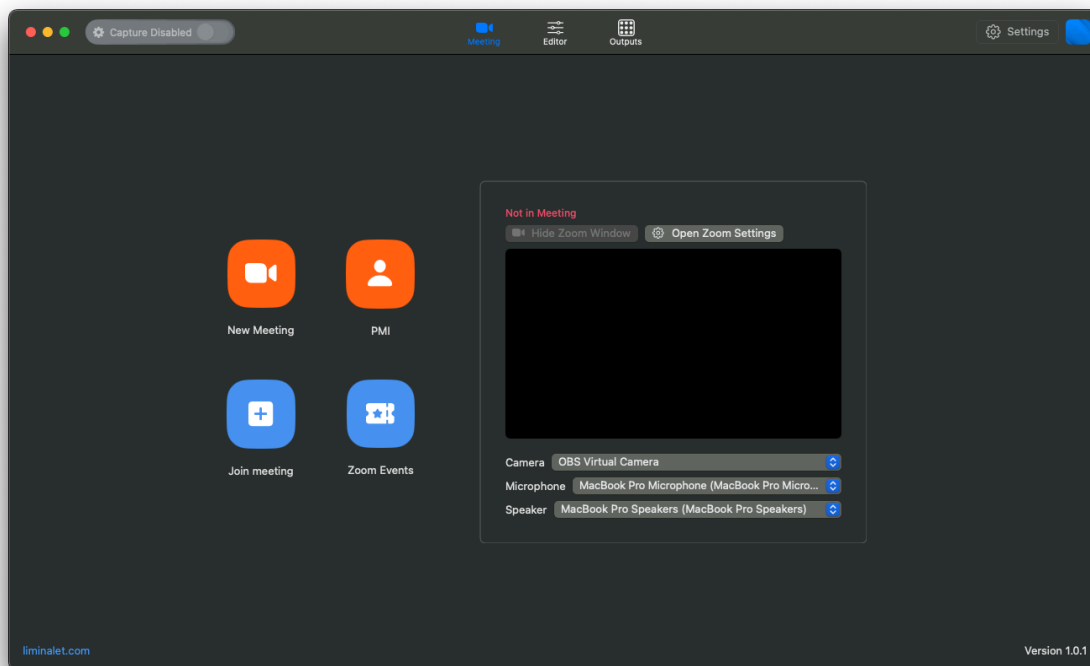 Capture Disabled
Meeting
Editor
Outputs
Settings
Not in Meeting
Hide Zoom Window
Open Zoom Settings
New Meeting
PMI
Join meeting
Zoom Events
Camera OBS Virtual Camera
Microphone MacBook Pro Microphone (MacBook Pro Micro...
Speaker MacBook Pro Speakers (MacBook Pro Speakers)
liminalet.com
Version 1.0.1